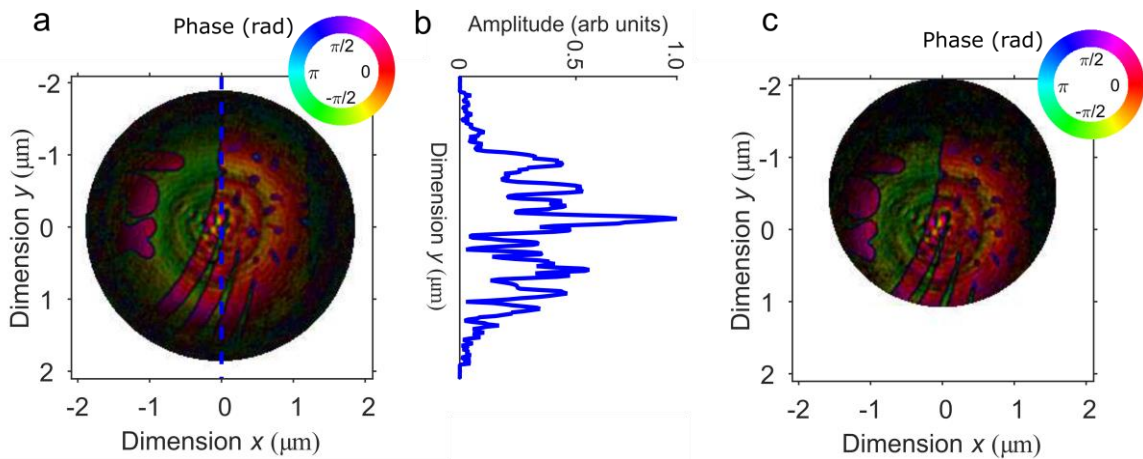 a
Phase (rad)
π/2
π
0
-π/2
-2
-1
0
1
2
Dimension y (μm)
-2
-1
0
1
2
Dimension x (μm)
b
Amplitude (arb units)
0
0.5
1.0
Dimension y (μm)
c
Phase (rad)
π/2
π
0
-π/2
-2
-1
0
1
2
Dimension y (μm)
-2
-1
0
1
2
Dimension x (μm)